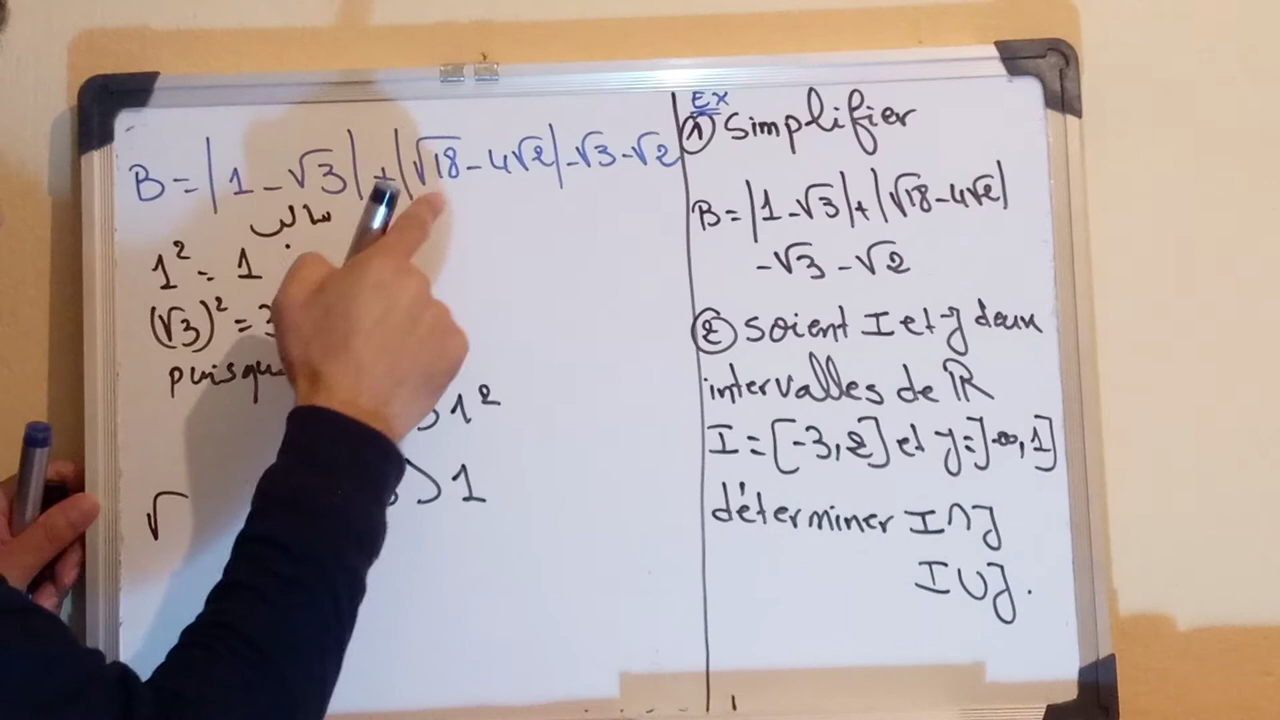 B = |1 - √3| + |√18 - 4√2| - √3 - √2
سالب
1² = 1
(√3)² = 3
>1²
>1
√
Ex
① Simplifier
B = |1 - √3| + |√18 - 4√2|
- √3 - √2
② soient I et J deux
intervalles de ℝ
I = [-3, 2] et J = ]-∞, 1]
déterminer I ∩ J
I ∪ J.